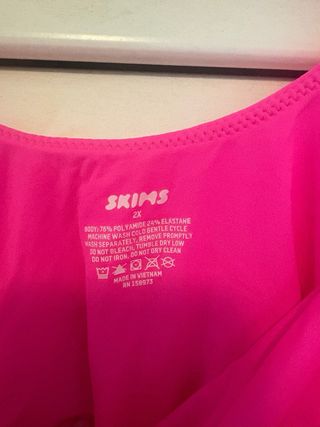 SKIMS
2X
BODY: 76% POLYAMIDE 24% ELASTANE
MACHINE WASH COLD GENTLE CYCLE
WASH SEPARATELY, REMOVE PROMPTLY
DO NOT BLEACH, TUMBLE DRY LOW
DO NOT IRON, DO NOT DRY CLEAN
MADE IN VIETNAM
RN 158973